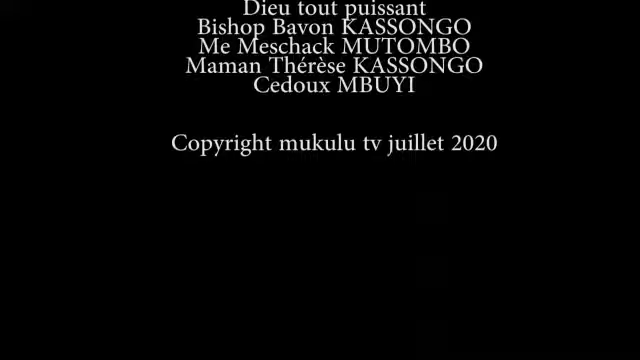 Dieu tout puissant
Bishop Bavon KASSONGO
Me Meschack MUTOMBO
Maman Thérèse KASSONGO
Cedoux MBUYI
Copyright mukulu tv juillet 2020